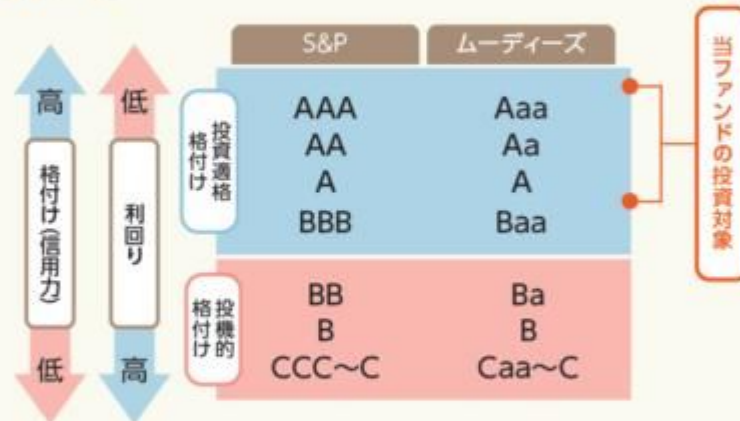 S&P ムーディーズ
高 低
格付け(信用力)
利回り
低 高
投資適格
格付け
AAA Aaa
AA Aa
A A
BBB Baa
投機的
格付け
BB Ba
B B
CCC～C Caa～C
当ファンドの投資対象